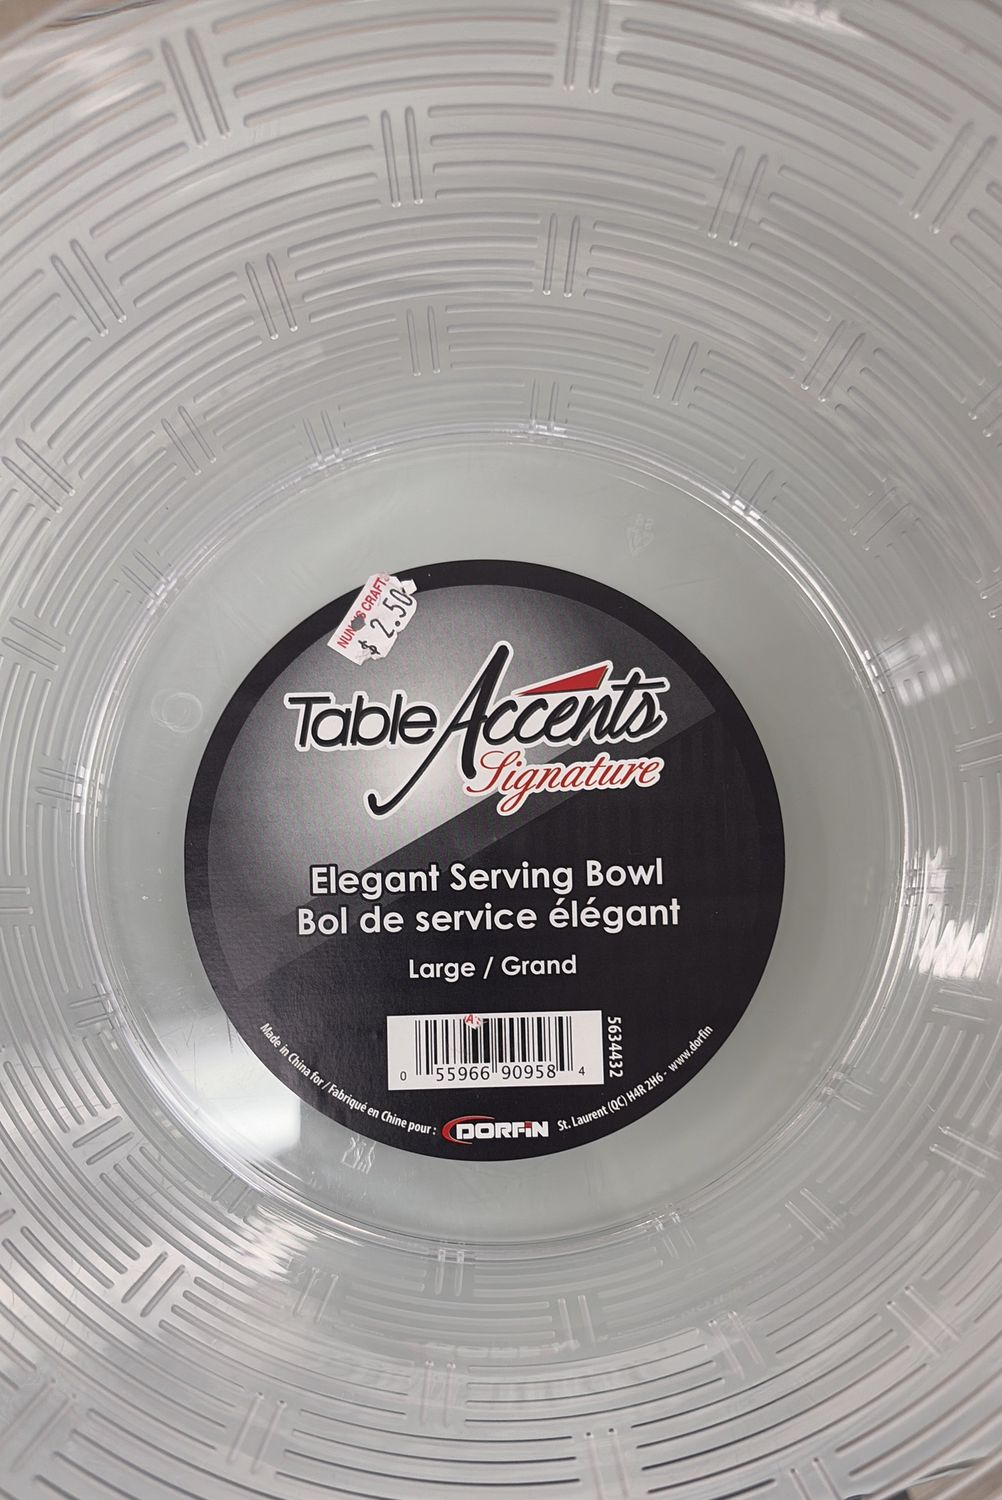 CRAFT
$ 2.50
Table Accents
Signature
Elegant Serving Bowl
Bol de service élégant
Large / Grand
5634432
0 55966 90958 4
Made in China for / Fabriqué en Chine pour : DORFIN St. Laurent (QC) H4R 2H6 - www.dorfin